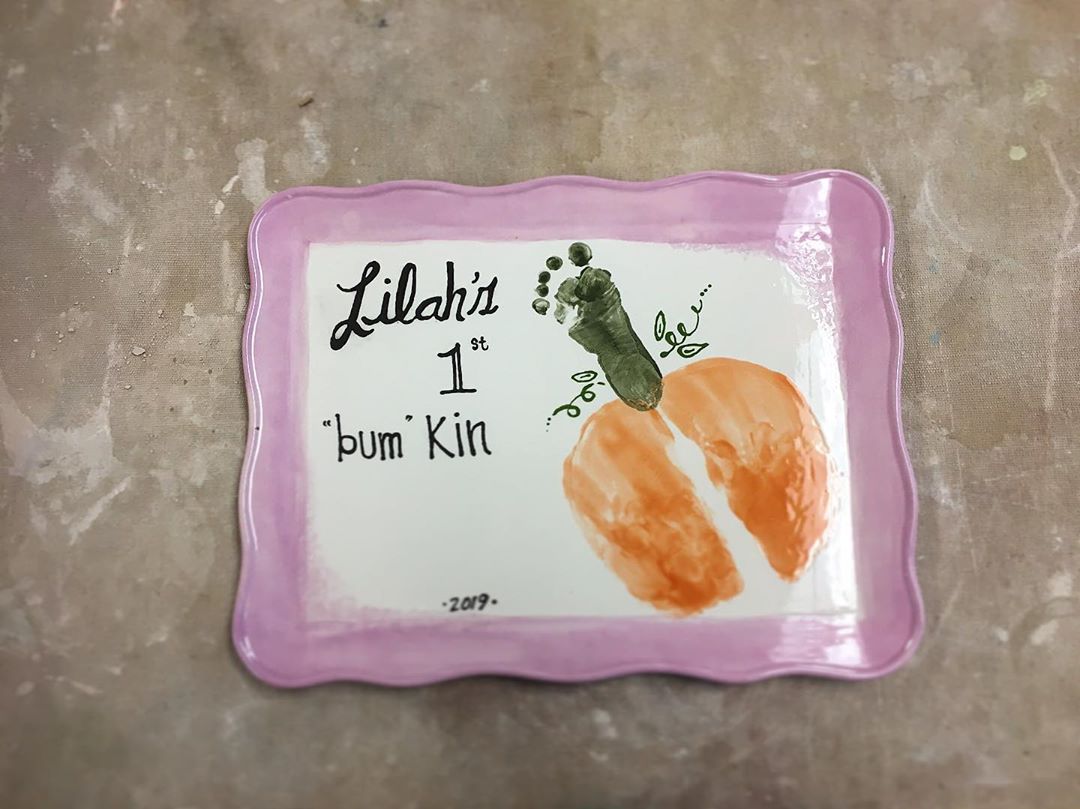 Lilah's
1st
"bum" Kin
·2019·